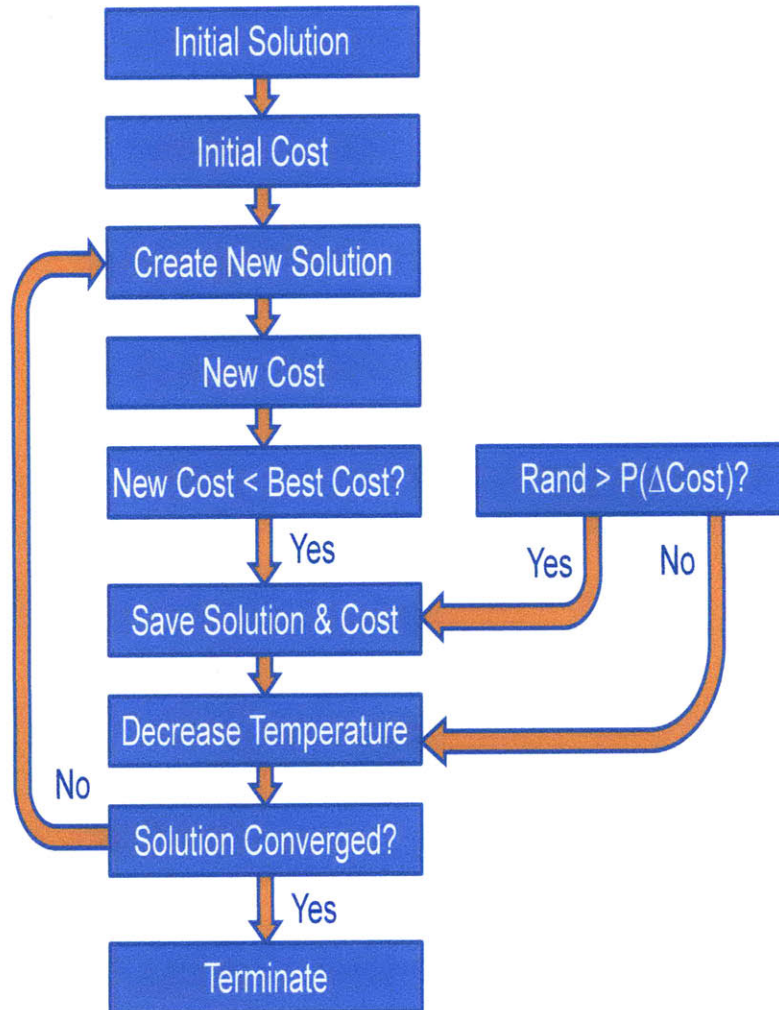 Initial Solution
Initial Cost
Create New Solution
New Cost
New Cost < Best Cost?
Rand > P(ΔCost)?
Yes
Yes
No
Save Solution & Cost
Decrease Temperature
No
Solution Converged?
Yes
Terminate